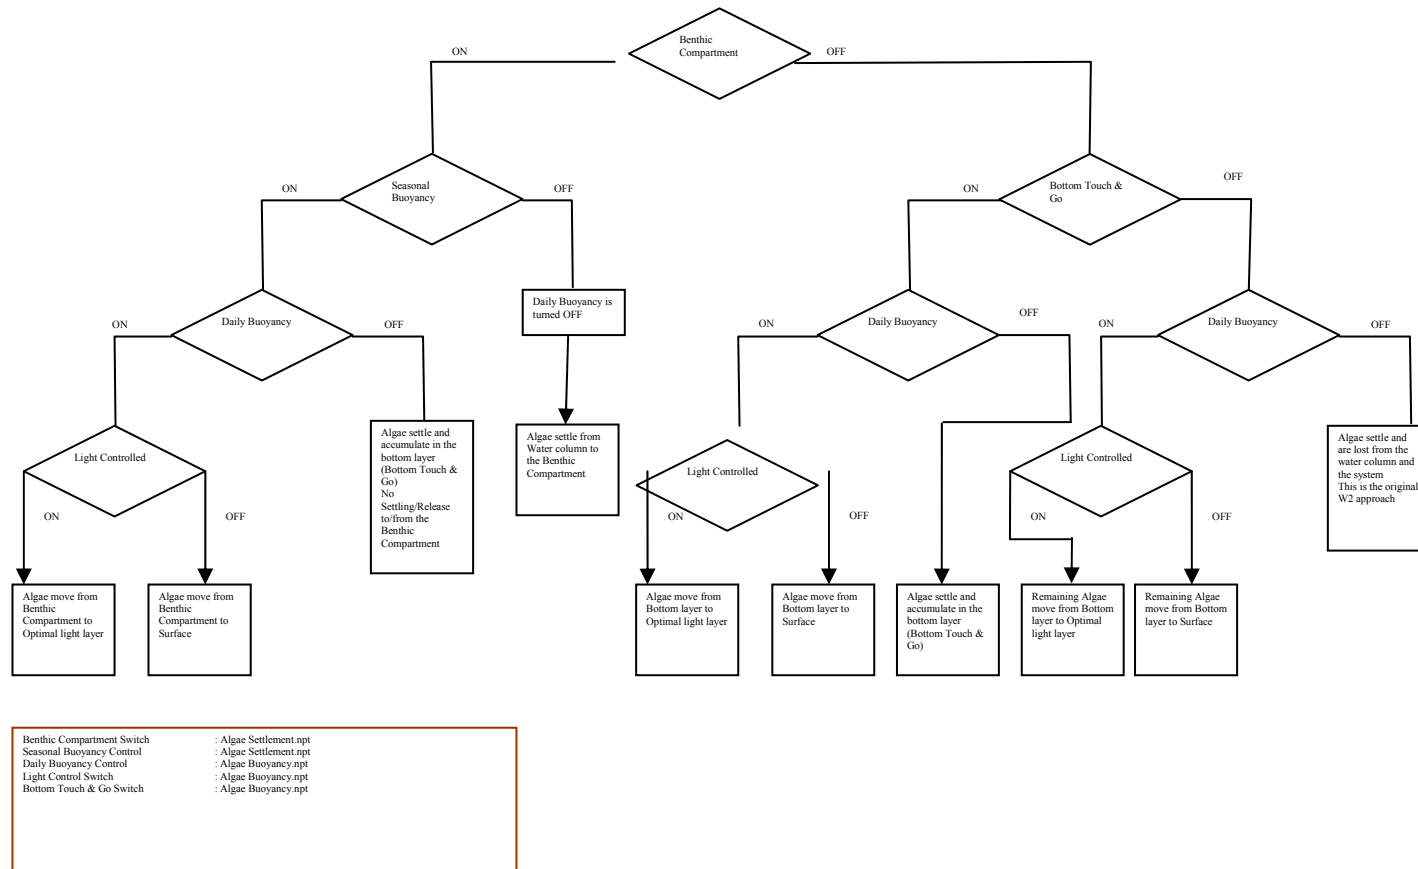 Benthic
Compartment
ON
OFF
Seasonal
Buoyancy
ON
OFF
Bottom Touch &
Go
ON
OFF
Daily Buoyancy is
turned OFF
Daily Buoyancy
ON
OFF
Daily Buoyancy
ON
OFF
Daily Buoyancy
ON
OFF
Light Controlled
ON
OFF
Algae settle and
accumulate in the
bottom layer
(Bottom Touch &
Go)
No
Settling/Release
to/from the
Benthic
Compartment
Algae settle from
Water column to
the Benthic
Compartment
Light Controlled
ON
OFF
Light Controlled
ON
OFF
Algae settle and
are lost from the
water column and
the system
This is the original
W2 approach
Algae move from
Benthic
Compartment to
Optimal light layer
Algae move from
Benthic
Compartment to
Surface
Algae move from
Bottom layer to
Optimal light layer
Algae move from
Bottom layer to
Surface
Algae settle and
accumulate in the
bottom layer
(Bottom Touch &
Go)
Remaining Algae
move from Bottom
layer to Optimal
light layer
Remaining Algae
move from Bottom
layer to Surface
Benthic Compartment Switch : Algae Settlement.npt
Seasonal Buoyancy Control : Algae Settlement.npt
Daily Buoyancy Control : Algae Buoyancy.npt
Light Control Switch : Algae Buoyancy.npt
Bottom Touch & Go Switch : Algae Buoyancy.npt